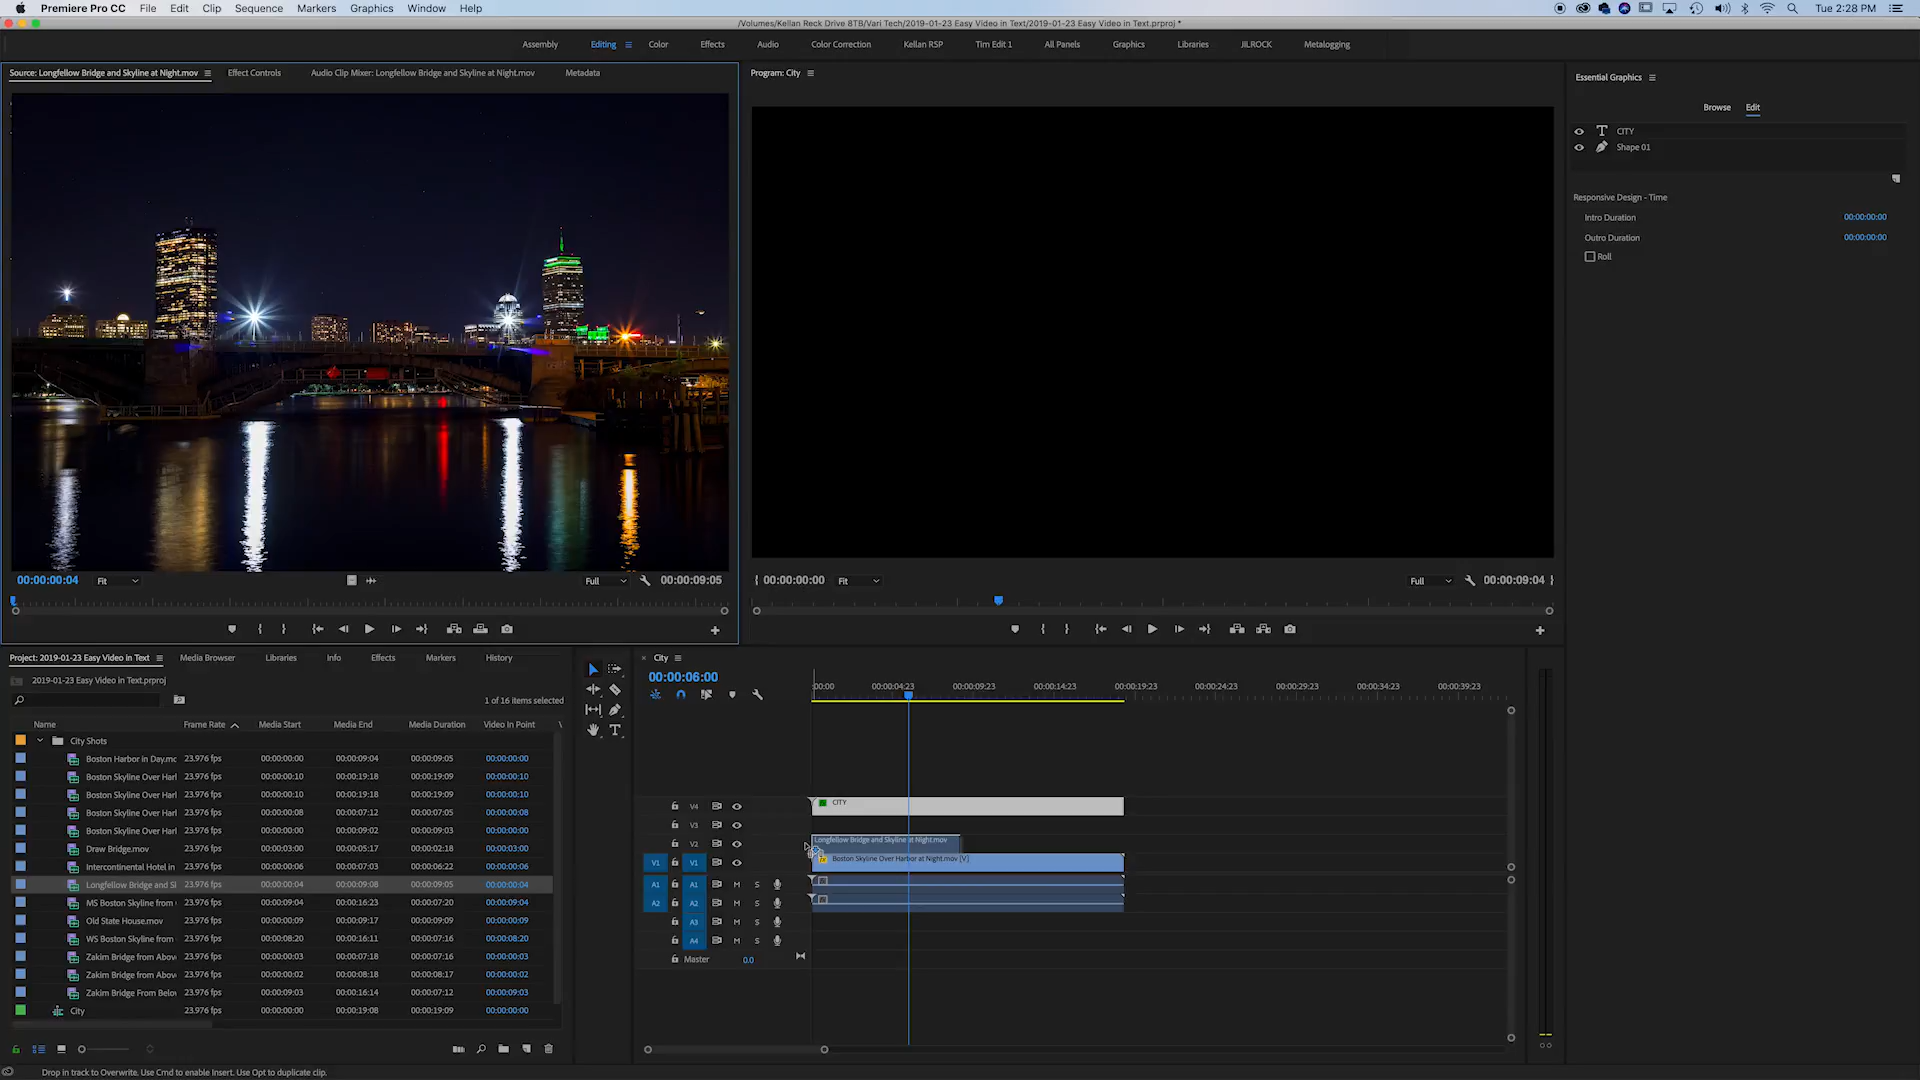 Premiere Pro CC File Edit Clip Sequence Markers Graphics Window Help Tue 2:28 PM
/Volumes/Kellan Reck Drive 8TB/Vari Tech/2019-01-23 Easy Video in Text/2019-01-23 Easy Video in Text.prproj *
Assembly Editing Color Effects Audio Color Correction Kellan RSP Tim Edit 1 All Panels Graphics Libraries JILROCK Metalogging
Source: Longfellow Bridge and Skyline at Night.mov Effect Controls Audio Clip Mixer: Longfellow Bridge and Skyline at Night.mov Metadata
Program: City
Essential Graphics
Browse Edit
CITY
Shape 01
Responsive Design - Time
Intro Duration 00:00:00:00
Outro Duration 00:00:00:00
Roll
00:00:00:04 Fit Full 00:00:09:05
00:00:00:00 Fit Full 00:00:09:04
Project: 2019-01-23 Easy Video in Text Media Browser Libraries Info Effects Markers History
2019-01-23 Easy Video in Text.prproj
1 of 16 items selected
Name Frame Rate Media Start Media End Media Duration Video In Point
City Shots
Boston Harbor in Day.mc 23.976 fps 00:00:00:00 00:00:09:04 00:00:09:05 00:00:00:00
Boston Skyline Over Harl 23.976 fps 00:00:00:10 00:00:19:18 00:00:19:09 00:00:00:10
Boston Skyline Over Harl 23.976 fps 00:00:00:10 00:00:19:18 00:00:19:09 00:00:00:10
Boston Skyline Over Harl 23.976 fps 00:00:00:08 00:00:07:12 00:00:07:05 00:00:00:08
Boston Skyline Over Harl 23.976 fps 00:00:00:00 00:00:09:02 00:00:09:03 00:00:00:00
Draw Bridge.mov 23.976 fps 00:00:00:00 00:00:02:17 00:00:02:18 00:00:00:00
Intercontinental Hotel in 23.976 fps 00:00:00:06 00:00:07:03 00:00:06:22 00:00:00:06
Longfellow Bridge and Sl 23.976 fps 00:00:00:04 00:00:09:08 00:00:09:05 00:00:00:04
MS Boston Skyline from 23.976 fps 00:00:09:04 00:00:16:23 00:00:07:20 00:00:09:04
Old State House.mov 23.976 fps 00:00:00:09 00:00:09:17 00:00:09:09 00:00:00:09
WS Boston Skyline from 23.976 fps 00:00:08:20 00:00:16:11 00:00:07:16 00:00:08:20
Zakim Bridge from Abov 23.976 fps 00:00:00:03 00:00:07:18 00:00:07:16 00:00:00:03
Zakim Bridge from Abov 23.976 fps 00:00:00:02 00:00:08:18 00:00:08:17 00:00:00:02
Zakim Bridge From Belo 23.976 fps 00:00:09:03 00:00:16:14 00:00:07:12 00:00:09:03
City 23.976 fps 00:00:00:00 00:00:19:08 00:00:19:09 00:00:00:00
City
00:00:06:00
:00:00 00:00:04:23 00:00:09:23 00:00:14:23 00:00:19:23 00:00:24:23 00:00:29:23 00:00:34:23 00:00:39:23
V4 CITY
V3
V2 Longfellow Bridge and Skyline at Night.mov
V1 V1 Boston Skyline Over Harbor at Night.mov [V]
A1 A1 M S
A2 A2 M S
A3 M S
A4 M S
Master 0.0
Drop in track to Overwrite. Use Cmd to enable Insert. Use Opt to duplicate clip.